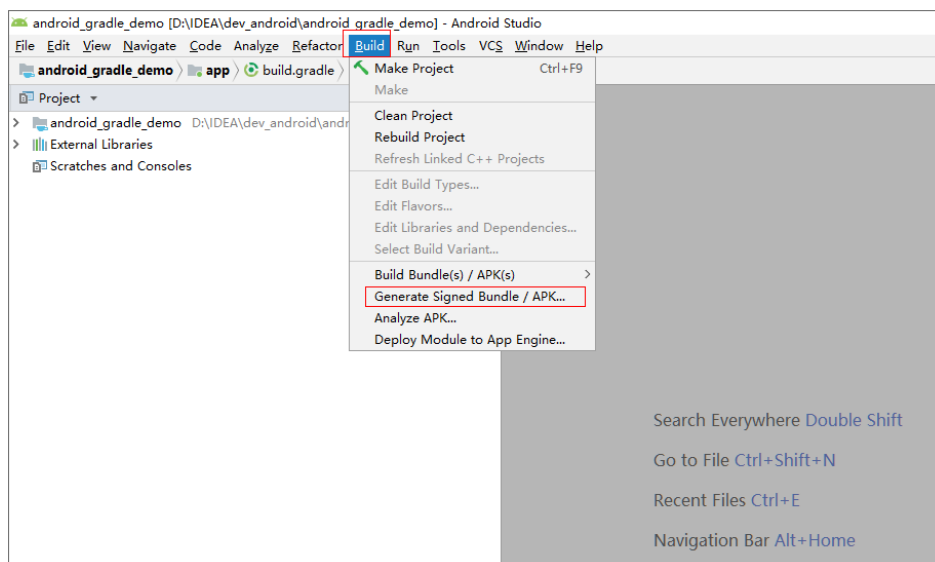 android_gradle_demo [D:\IDEA\dev_android\android_gradle_demo] - Android Studio
File Edit View Navigate Code Analyze Refactor Build Run Tools VCS Window Help
android_gradle_demo app build.gradle
Make Project Ctrl+F9
Project
Make
android_gradle_demo D:\IDEA\dev_android\andr
Clean Project
External Libraries
Rebuild Project
Scratches and Consoles
Refresh Linked C++ Projects
Edit Build Types...
Edit Flavors...
Edit Libraries and Dependencies...
Select Build Variant...
Build Bundle(s) / APK(s)
Generate Signed Bundle / APK...
Analyze APK...
Deploy Module to App Engine...
Search Everywhere Double Shift
Go to File Ctrl+Shift+N
Recent Files Ctrl+E
Navigation Bar Alt+Home